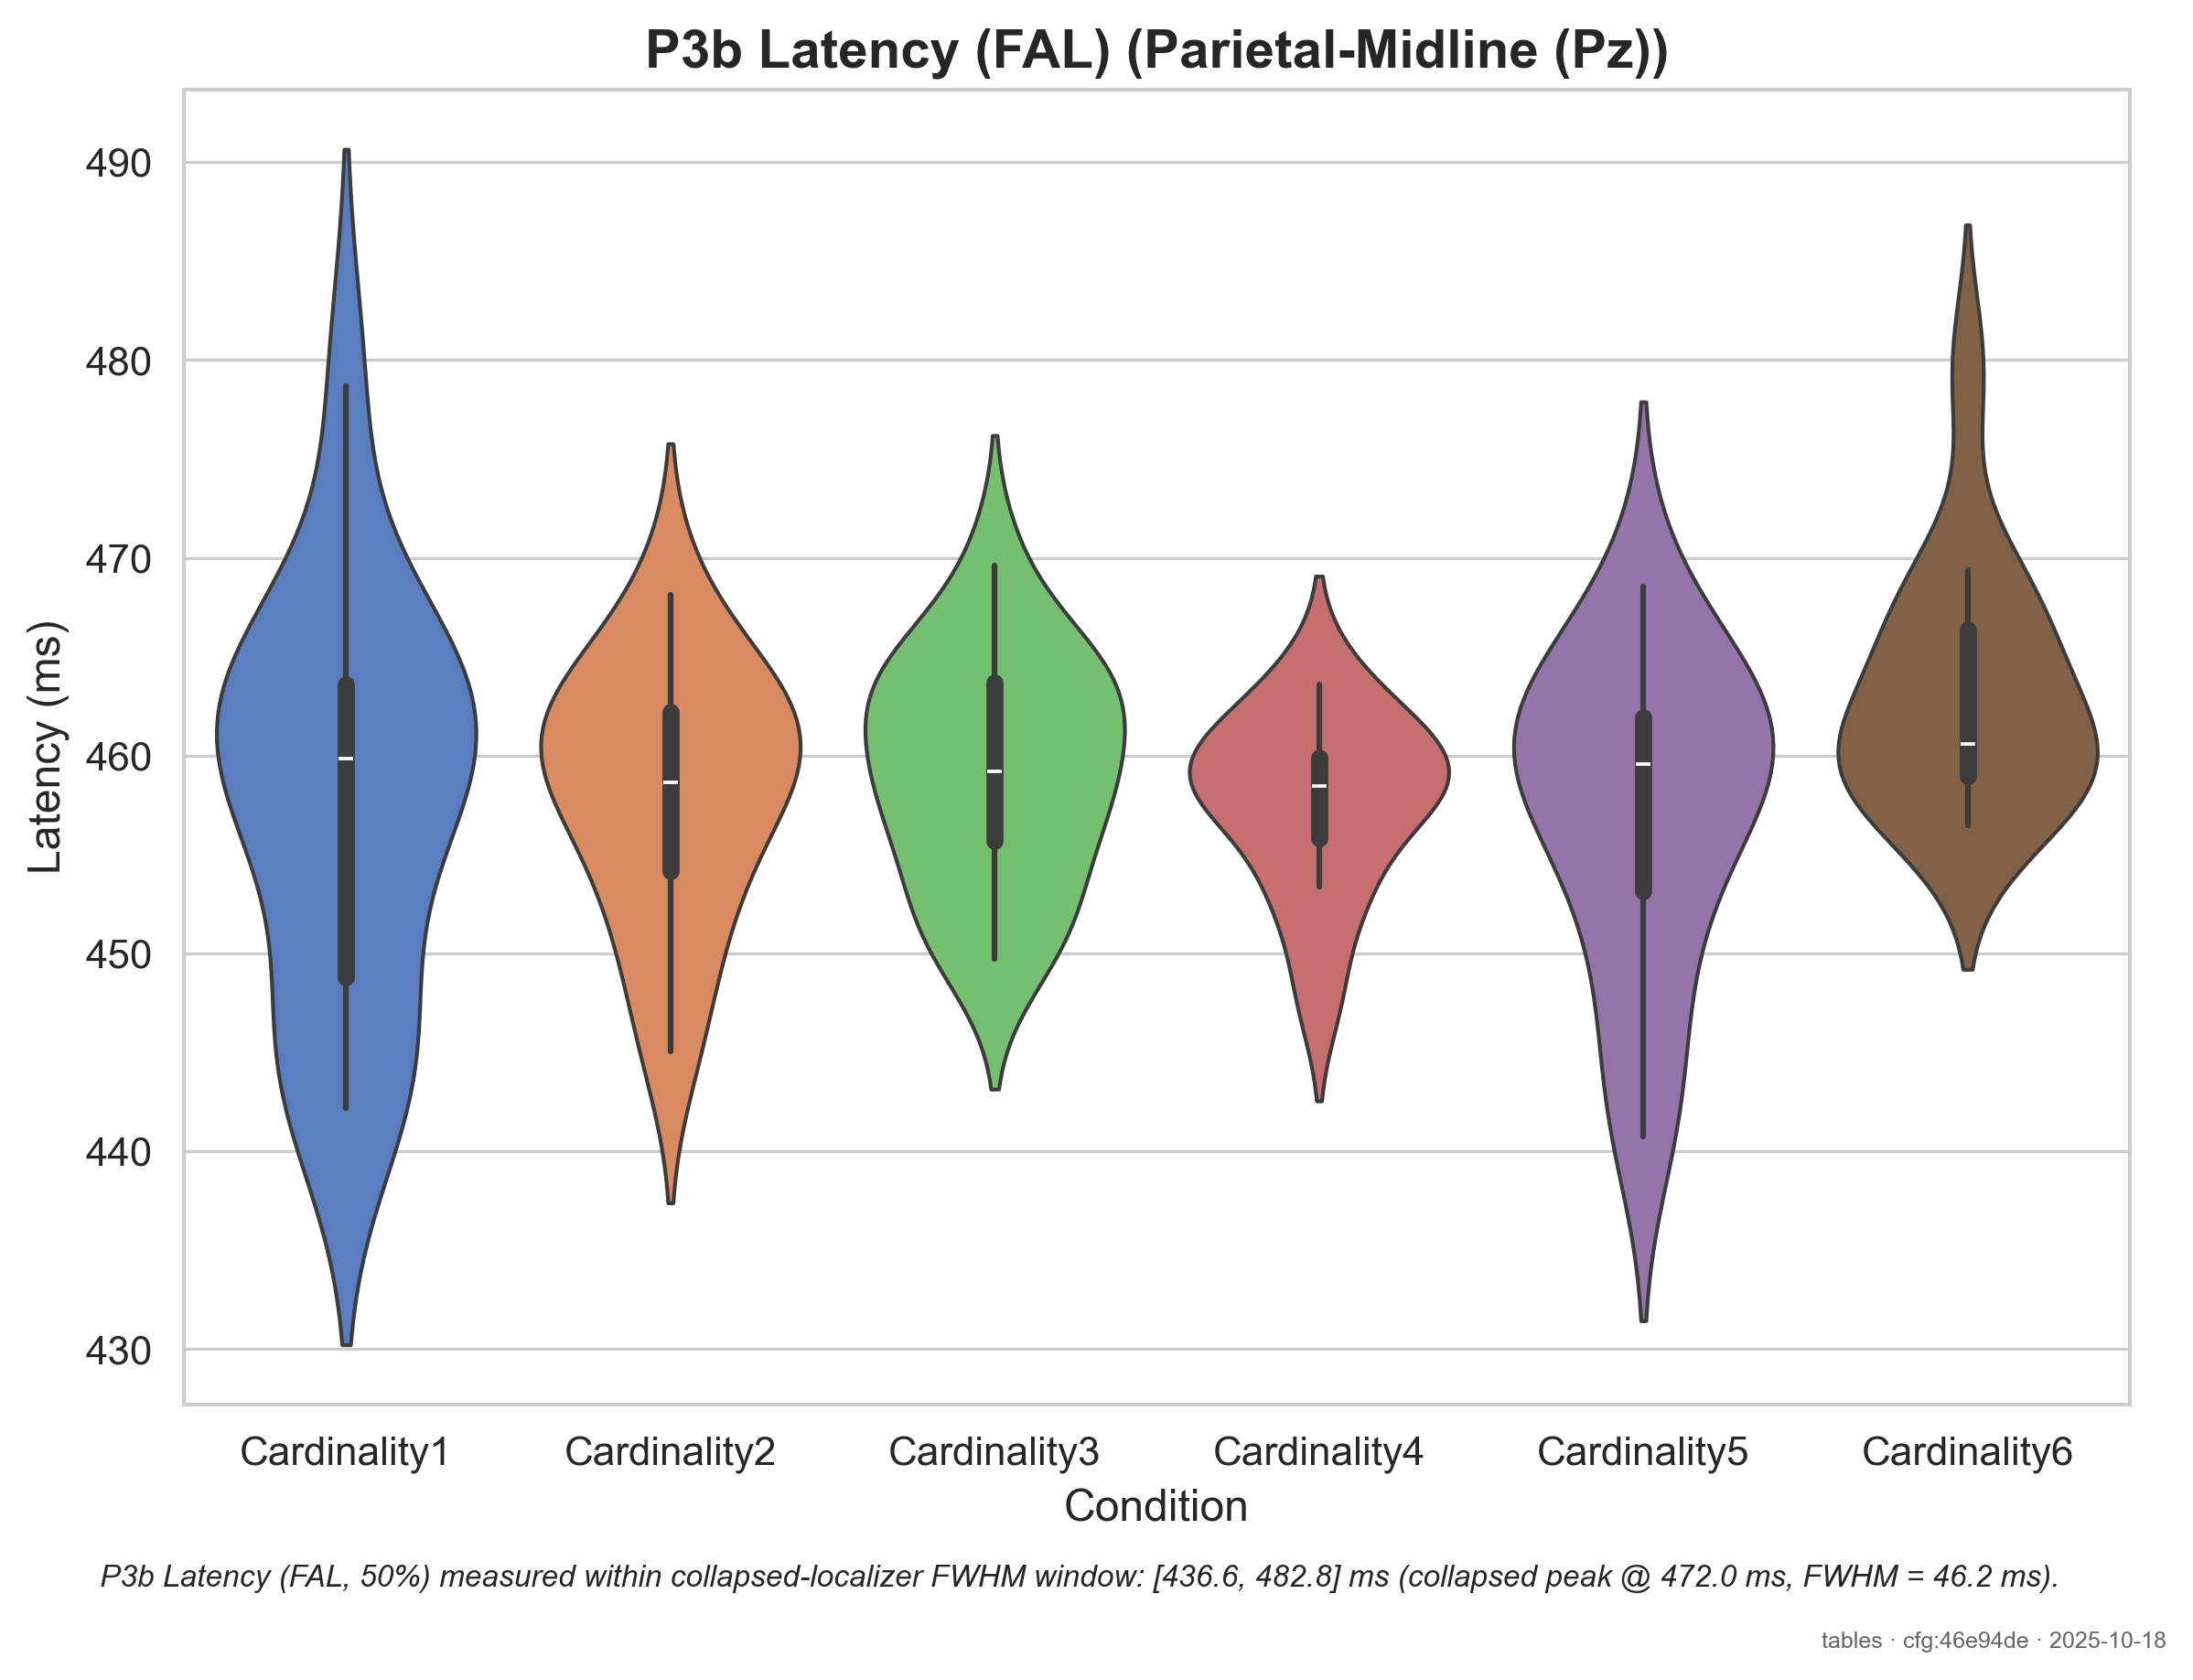 P3b Latency (FAL) (Parietal-Midline (Pz))
Latency (ms)
490
480
470
460
450
440
430
Cardinality1 Cardinality2 Cardinality3 Cardinality4 Cardinality5 Cardinality6
Condition
P3b Latency (FAL, 50%) measured within collapsed-localizer FWHM window: [436.6, 482.8] ms (collapsed peak @ 472.0 ms, FWHM = 46.2 ms).
tables · cfg:46e94de · 2025-10-18